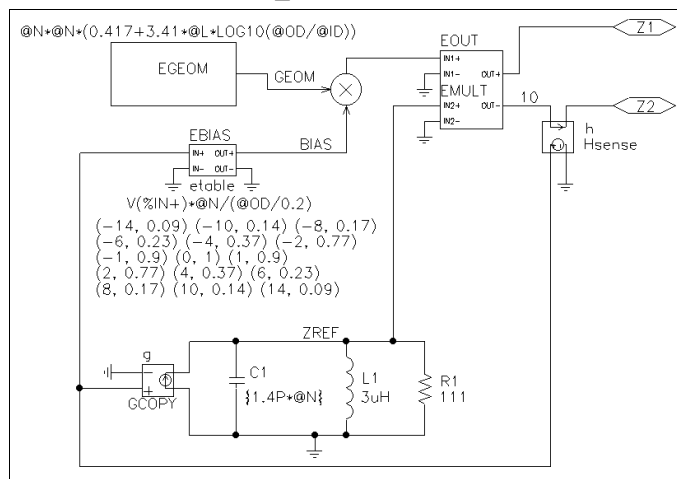 @N*@N*(0.417+3.41*@L*LOG10(@OD/@ID))
EGEOM
GEOM
EOUT
IN1+
IN1-
OUT+
EMULT
IN2+
OUT-
IN2-
Z1
10
Z2
h
Hsense
EBIAS
IN+ OUT+
IN- OUT-
BIAS
etable
V(%IN+)*@N/(@OD/0.2)
(-14, 0.09) (-10, 0.14) (-8, 0.17)
(-6, 0.23) (-4, 0.37) (-2, 0.77)
(-1, 0.9) (0, 1) (1, 0.9)
(2, 0.77) (4, 0.37) (6, 0.23)
(8, 0.17) (10, 0.14) (14, 0.09)
ZREF
g
-
+
GCOPY
C1
{1.4P*@N}
L1
3uH
R1
111